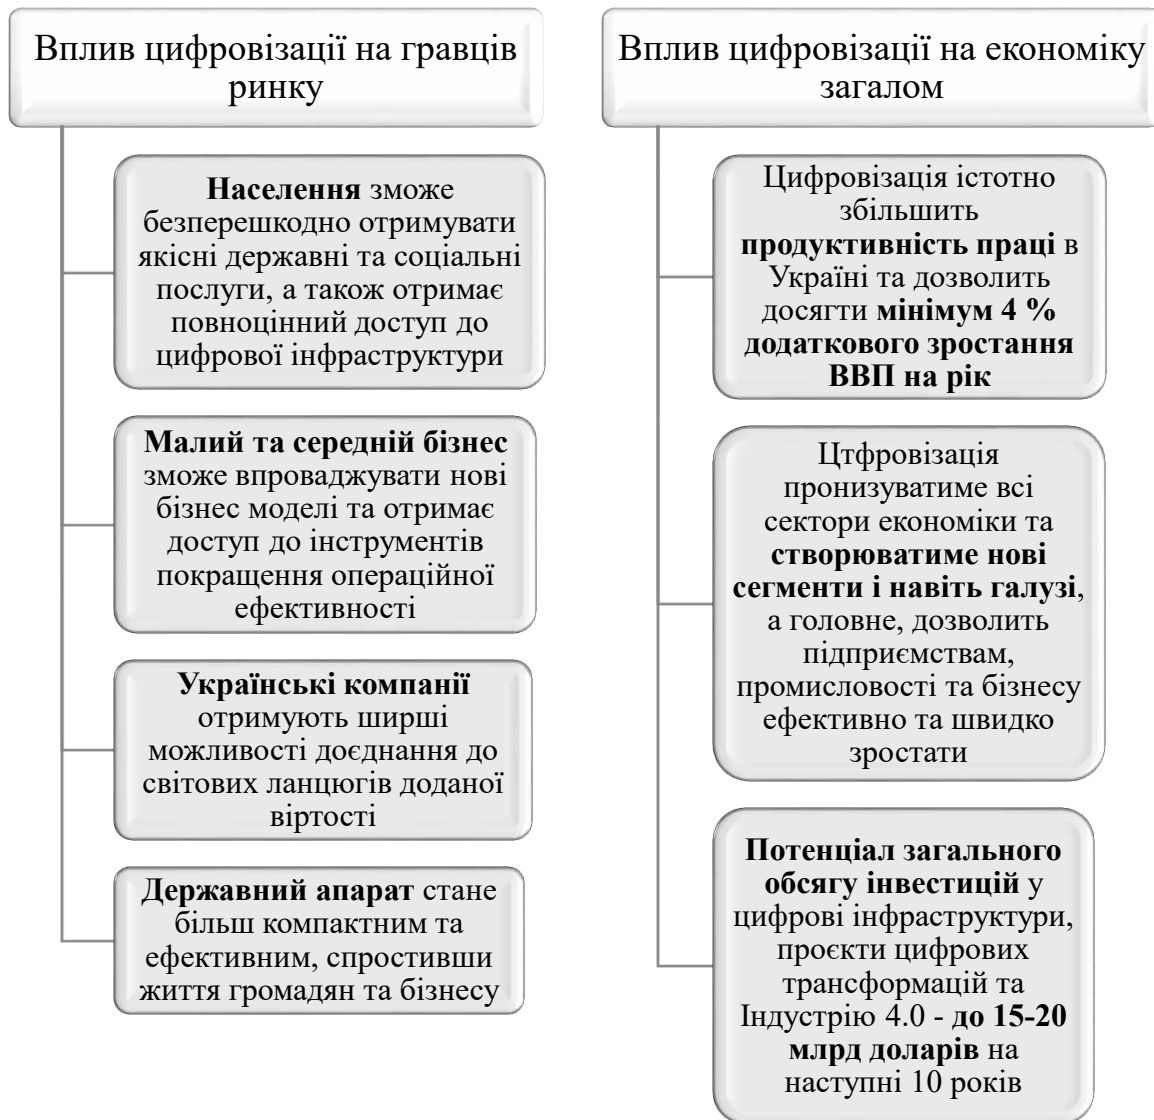 Вплив цифровізації на гравців
ринку
Населення зможе
безперешкодно отримувати
якісні державні та соціальні
послуги, а також отримає
повноцінний доступ до
цифрової інфраструктури
Малий та середній бізнес
зможе впроваджувати нові
бізнес моделі та отримає
доступ до інструментів
покращення операційної
ефективності
Українські компанії
отримують ширші
можливості доєднання до
світових ланцюгів доданої
віртості
Державний апарат стане
більш компактним та
ефективним, спростивши
життя громадян та бізнесу
Вплив цифровізації на економіку
загалом
Цифровізація істотно
збільшить
продуктивність праці в
Україні та дозволить
досягти мінімум 4 %
додаткового зростання
ВВП на рік
Цтфровізація
пронизуватиме всі
сектори економіки та
створюватиме нові
сегменти і навіть галузі,
а головне, дозволить
підприємствам,
промисловості та бізнесу
ефективно та швидко
зростати
Потенціал загального
обсягу інвестицій у
цифрові інфраструктури,
проєкти цифрових
трансформацій та
Індустрію 4.0 - до 15-20
млрд доларів на
наступні 10 років